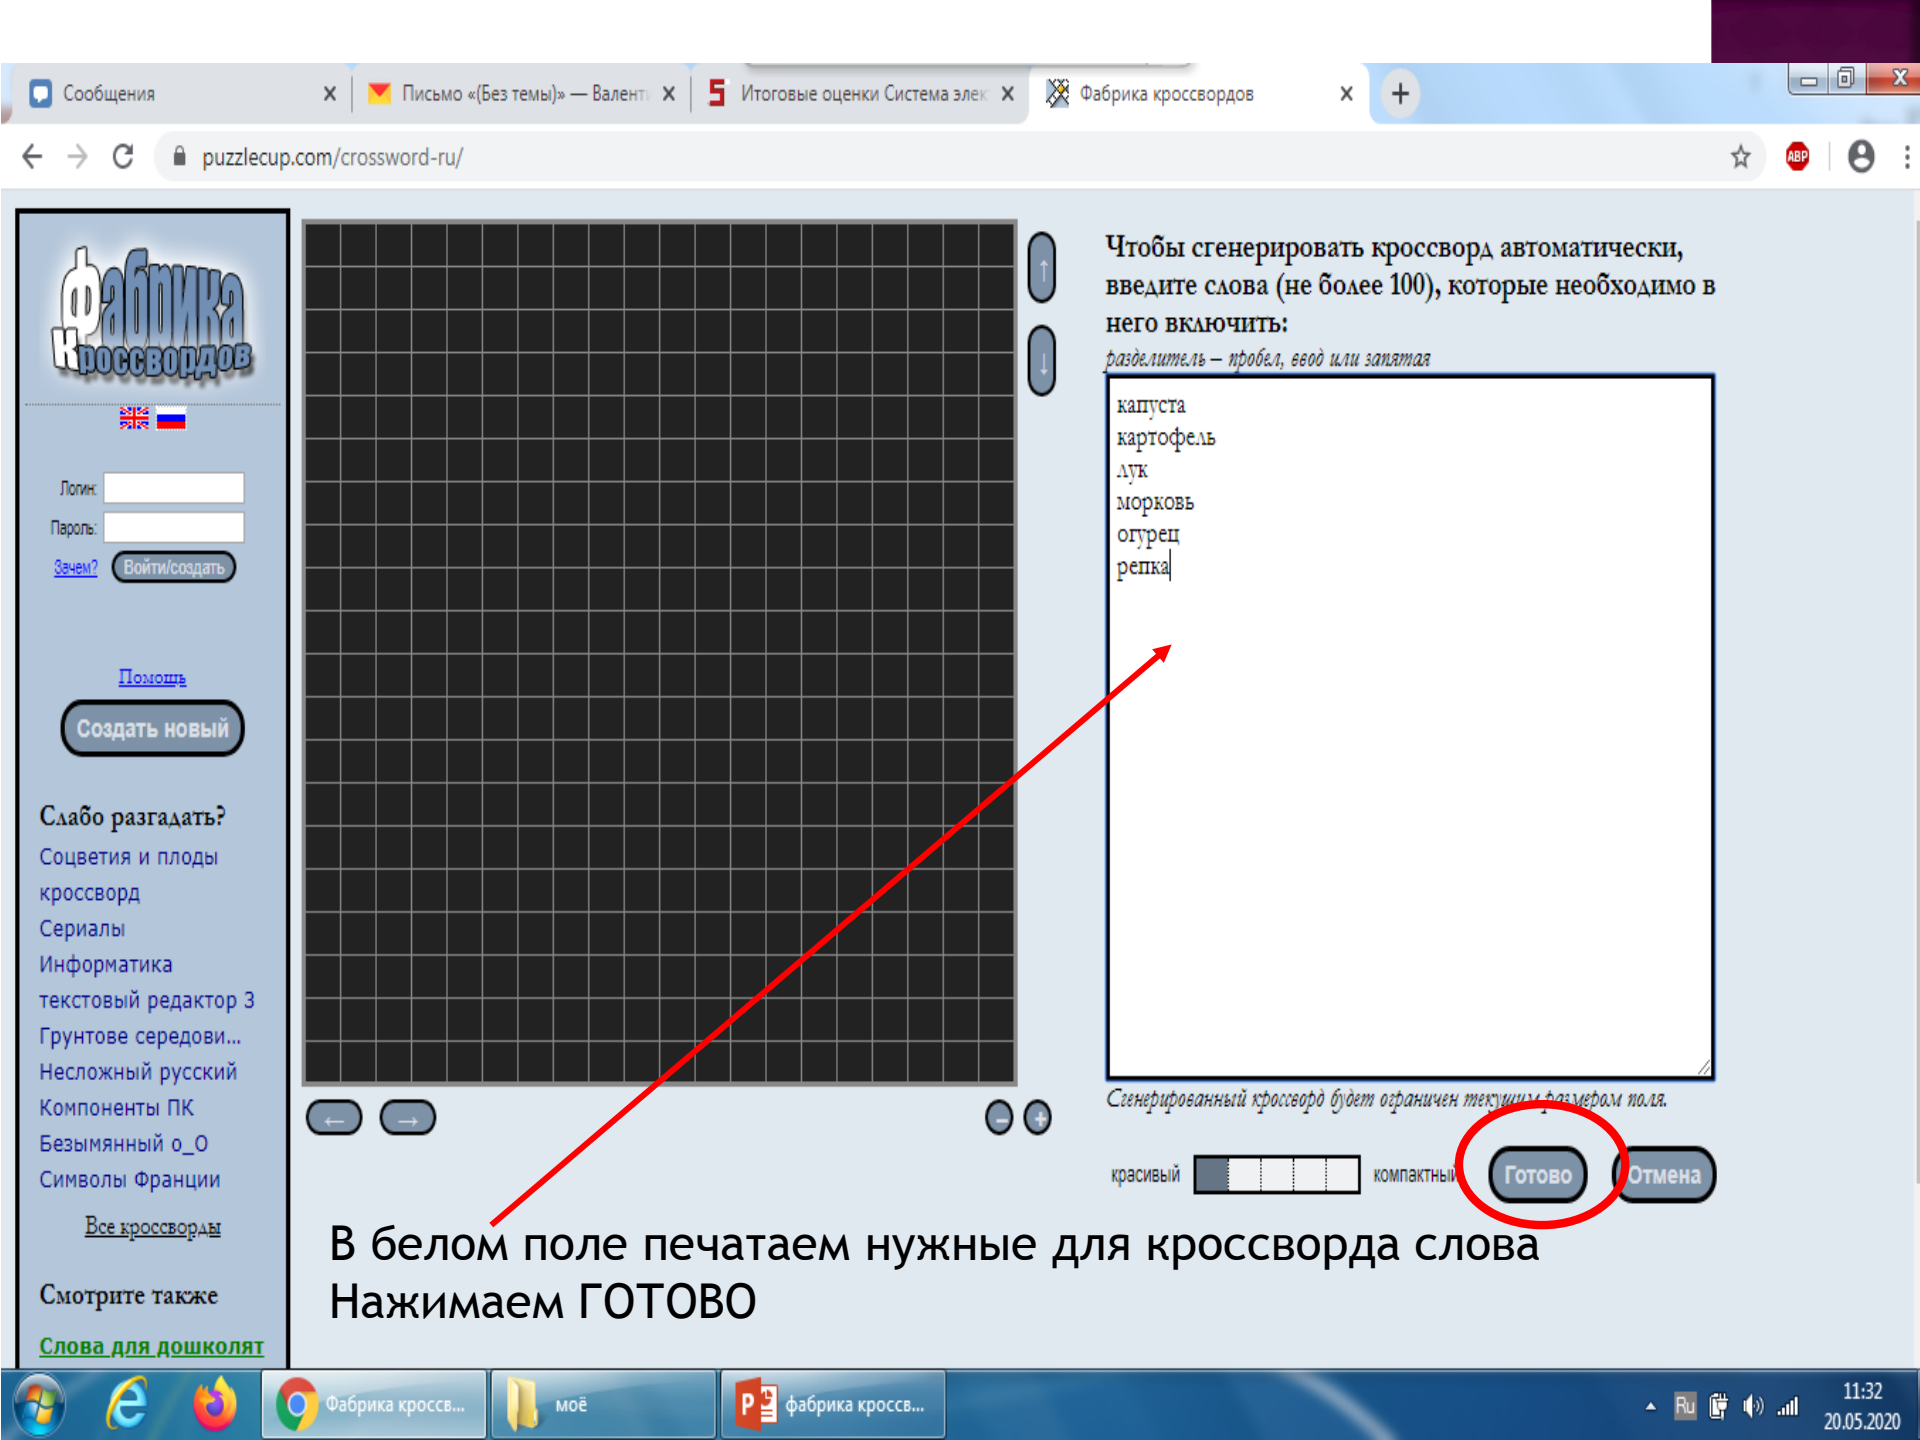 Сообщения
Письмо «(Без темы)» — Валент
Итоговые оценки Система элек
Фабрика кроссвордов
puzzlecup.com/crossword-ru/
ABP
Фабрика
Кроссвордов
Логин:
Пароль:
Зачем? Войти/создать
Помощь
Создать новый
Слабо разгадать?
Соцветия и плоды
кроссворд
Сериалы
Информатика
текстовый редактор 3
Грунтове середови...
Несложный русский
Компоненты ПК
Безымянный о_О
Символы Франции
Все кроссворды
Смотрите также
Слова для дошколят
Чтобы сгенерировать кроссворд автоматически,
введите слова (не более 100), которые необходимо в
него включить:
разделитель – пробел, ввод или запятая
капуста
картофель
лук
морковь
огурец
репка
Сгенерированный кроссворд будет ограничен текущим размером поля.
красивый компактный Готово Отмена
В белом поле печатаем нужные для кроссворда слова
Нажимаем ГОТОВО
Фабрика кроссв...
моё
фабрика кроссв...
Ru
11:32
20.05.2020